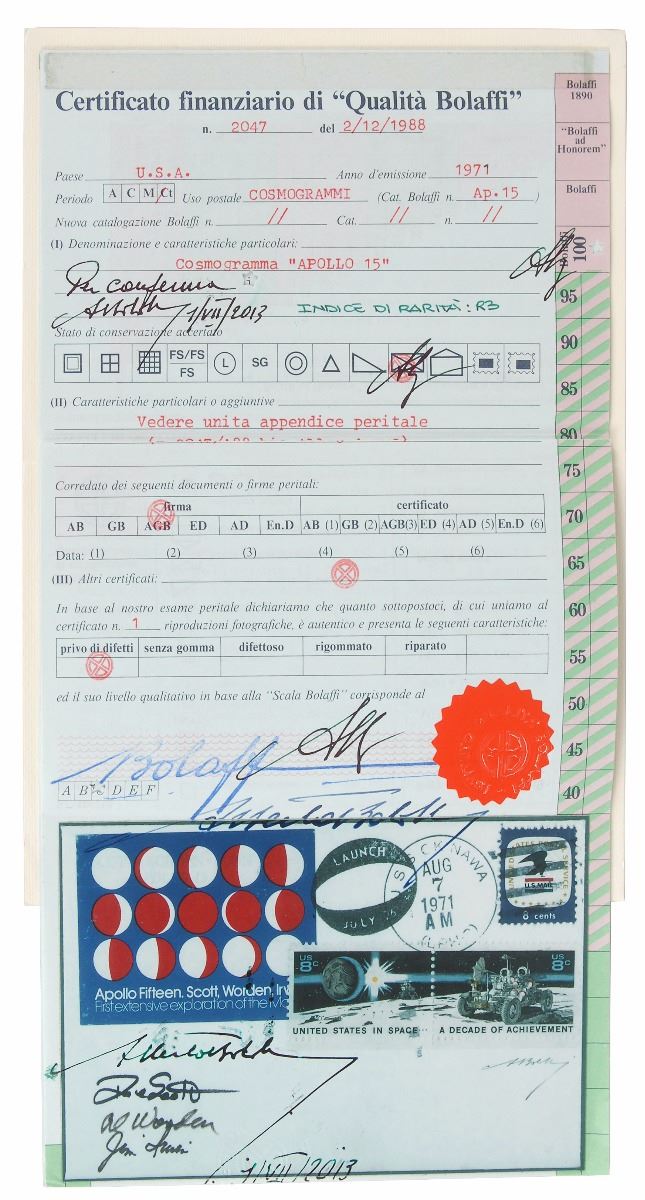 Certificato finanziario di “Qualità Bolaffi”
n. 2047 del 2/12/1988
Paese U.S.A. Anno d'emissione 1971
Periodo A C M Ct Uso postale COSMOGRAMMI (Cat. Bolaffi n. Ap.15 )
Nuova catalogazione Bolaffi n. // Cat. // n. //
(I) Denominazione e caratteristiche particolari:
Cosmogramma "APOLLO 15"
Per conferma
1/VII/2013 INDICE DI RARITÀ: R3
Stato di conservazione accertato
FS/FS
FS
L
SG
(II) Caratteristiche particolari o aggiuntive
Vedere unita appendice peritale
Corredato dei seguenti documenti o firme peritali:
firma certificato
AB GB AGB ED AD En.D AB (1) GB (2) AGB(3) ED (4) AD (5) En.D (6)
Data: (1) (2) (3) (4) (5) (6)
(III) Altri certificati:
In base al nostro esame peritale dichiariamo che quanto sottopostoci, di cui uniamo al
certificato n. 1 riproduzioni fotografiche, è autentico e presenta le seguenti caratteristiche:
privo di difetti senza gomma difettoso rigommato riparato
ed il suo livello qualitativo in base alla "Scala Bolaffi" corrisponde al
Bolaffi
A B C D E F
Bolaffi
1890
"Bolaffi
ad
Honorem"
Bolaffi
Bolaffi
100
95
90
85
80
75
70
65
60
55
50
45
40
LAUNCH
JULY 26
AUG
7
1971
AM
U.S. MAIL
8 cents
Apollo Fifteen. Scott, Worden, Irw
First extensive exploration of the Mo
US
8c
US
8c
UNITED STATES IN SPACE... A DECADE OF ACHIEVEMENT
Dave Scott
Al Worden
Jim Irwin
1/VII/2013